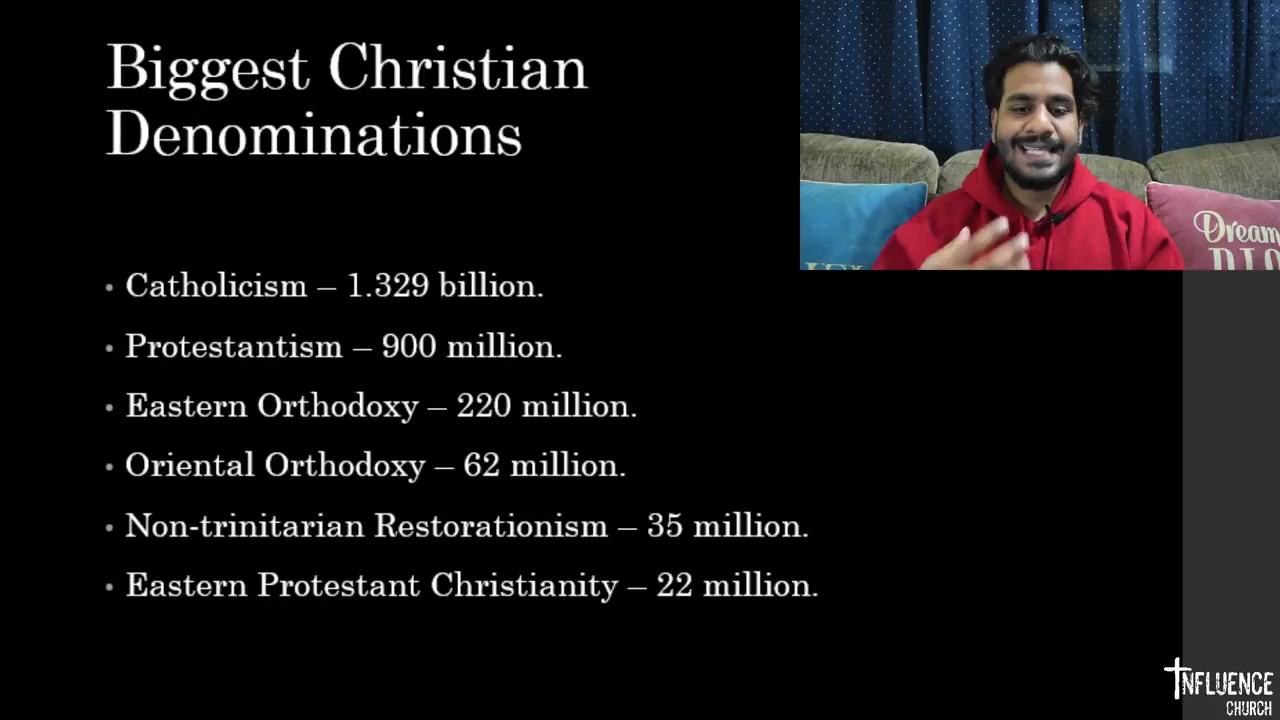 Biggest Christian
Denominations
• Catholicism – 1.329 billion.
• Protestantism – 900 million.
• Eastern Orthodoxy – 220 million.
• Oriental Orthodoxy – 62 million.
• Non-trinitarian Restorationism – 35 million.
• Eastern Protestant Christianity – 22 million.
Dream
INFLUENCE
CHURCH